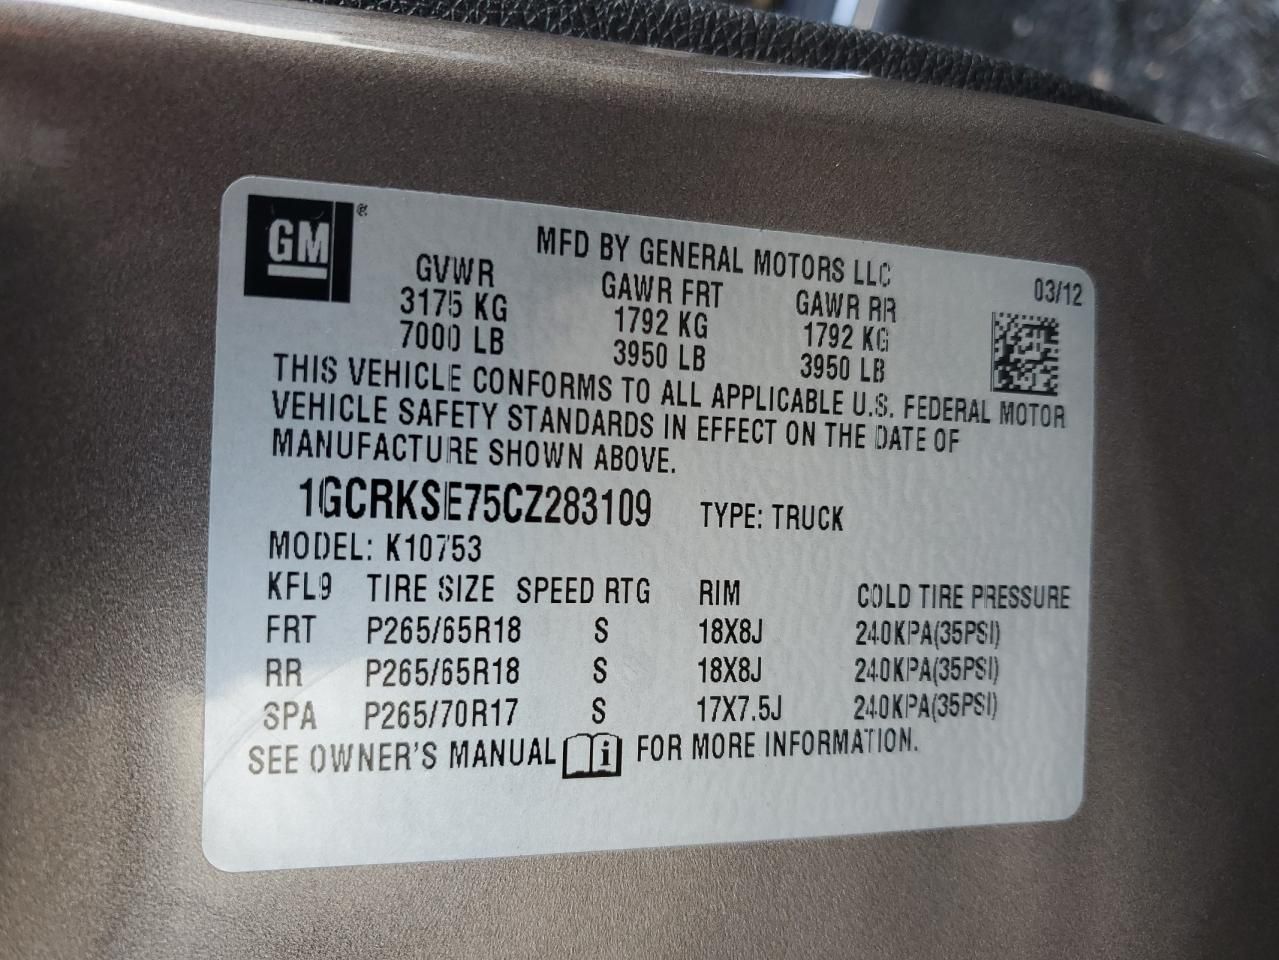 GM ®
MFD BY GENERAL MOTORS LLC
03/12
GVWR GAWR FRT GAWR RR
3175 KG 1792 KG 1792 KG
7000 LB 3950 LB 3950 LB
THIS VEHICLE CONFORMS TO ALL APPLICABLE U.S. FEDERAL MOTOR
VEHICLE SAFETY STANDARDS IN EFFECT ON THE DATE OF
MANUFACTURE SHOWN ABOVE.
1GCRKSE75CZ283109 TYPE: TRUCK
MODEL: K10753
KFL9 TIRE SIZE SPEED RTG RIM COLD TIRE PRESSURE
FRT P265/65R18 S 18X8J 240KPA(35PSI)
RR P265/65R18 S 18X8J 240KPA(35PSI)
SPA P265/70R17 S 17X7.5J 240KPA(35PSI)
SEE OWNER'S MANUAL i FOR MORE INFORMATION.